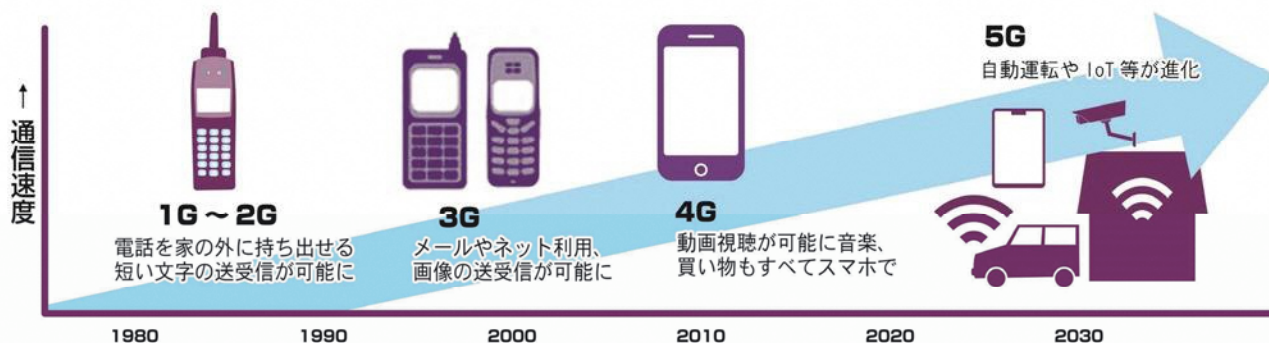 ↑通信速度
1G～2G
電話を家の外に持ち出せる
短い文字の送受信が可能に
3G
メールやネット利用、
画像の送受信が可能に
4G
動画視聴が可能に音楽、
買い物もすべてスマホで
5G
自動運転や IoT 等が進化
1980 1990 2000 2010 2020 2030